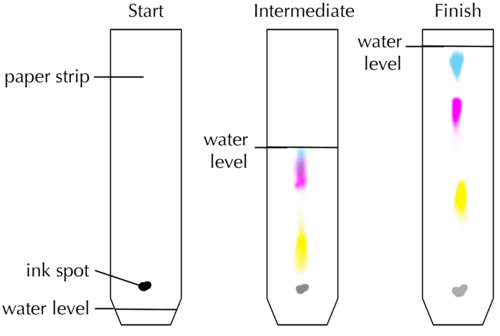 Start
Intermediate
Finish
paper strip
ink spot
water level
water
level
water
level